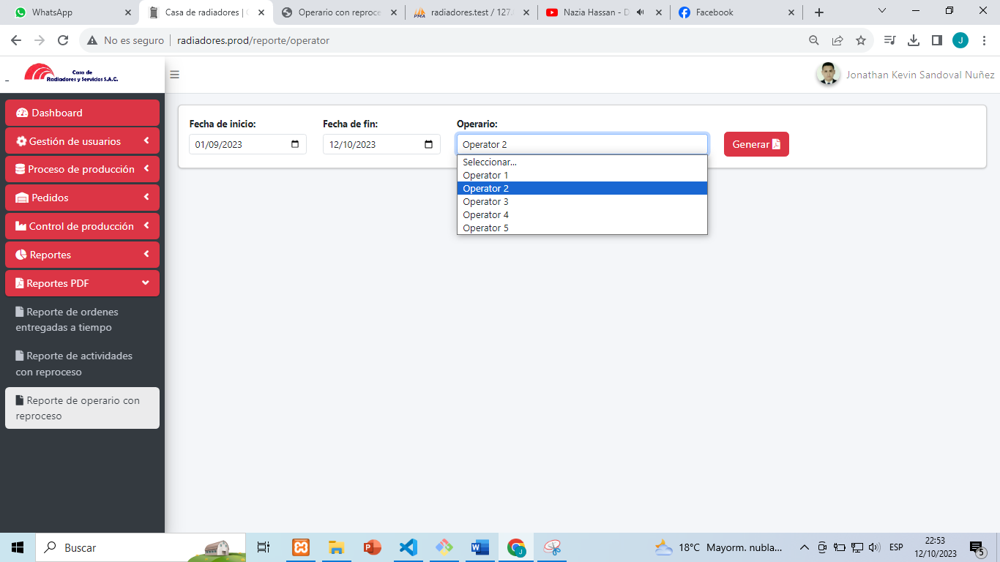 WhatsApp
Casa de radiadores | C
Operario con reproce
radiadores.test / 127.
Nazia Hassan - D
Facebook
No es seguro
radiadores.prod/reporte/operator
J
Casa de
Radiadores y Servicios S.A.C.
Jonathan Kevin Sandoval Nuñez
Dashboard
Gestión de usuarios
Proceso de producción
Pedidos
Control de producción
Reportes
Reportes PDF
Reporte de ordenes
entregadas a tiempo
Reporte de actividades
con reproceso
Reporte de operario con
reproceso
Fecha de inicio:
Fecha de fin:
Operario:
01/09/2023
12/10/2023
Operator 2
Generar
Seleccionar...
Operator 1
Operator 2
Operator 3
Operator 4
Operator 5
Buscar
18°C Mayorm. nubla...
ESP
22:53
12/10/2023
5